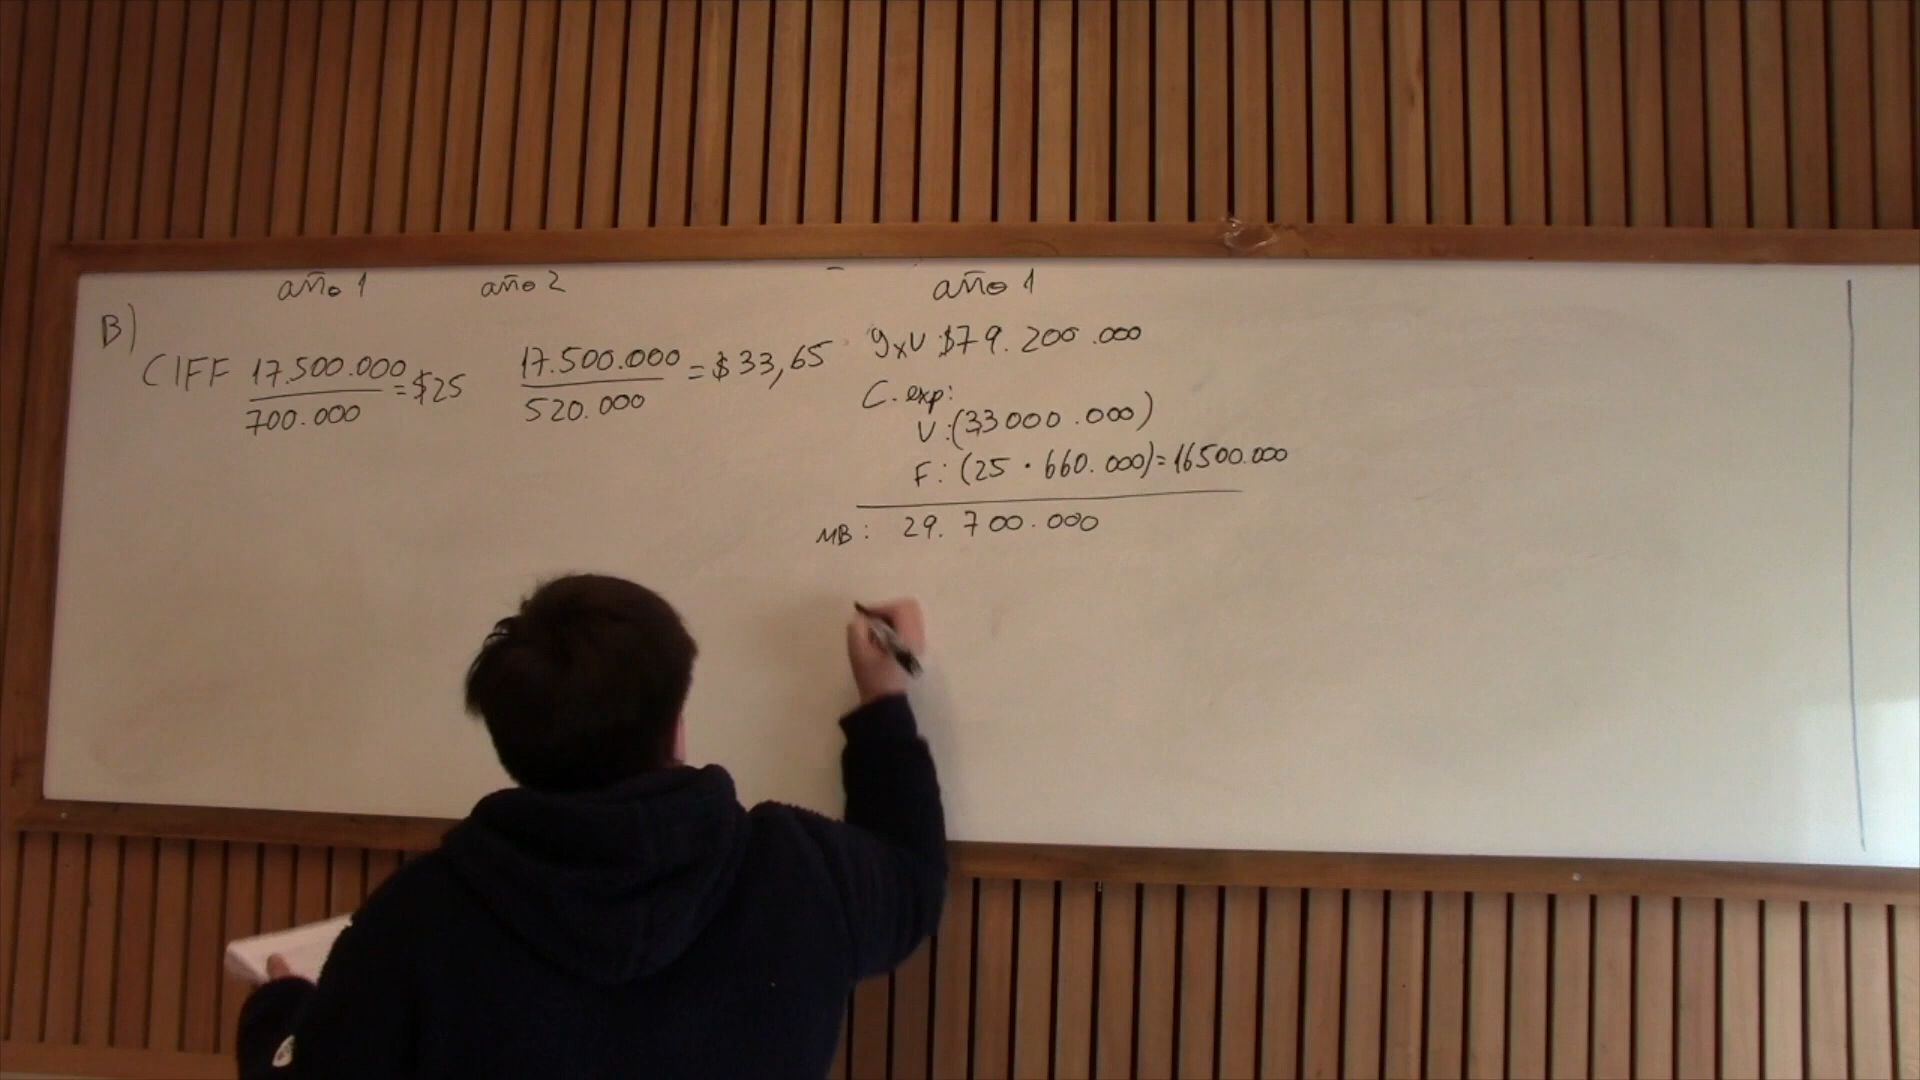 año 1 año 2
B)
CIFF 17.500.000 = $25 17.500.000 = $33,65
700.000 520.000
año 1
YxV: $79.200.000
C. exp:
V: (33000.000)
F: (25 · 660.000) = 16500.000
MB: 29.700.000